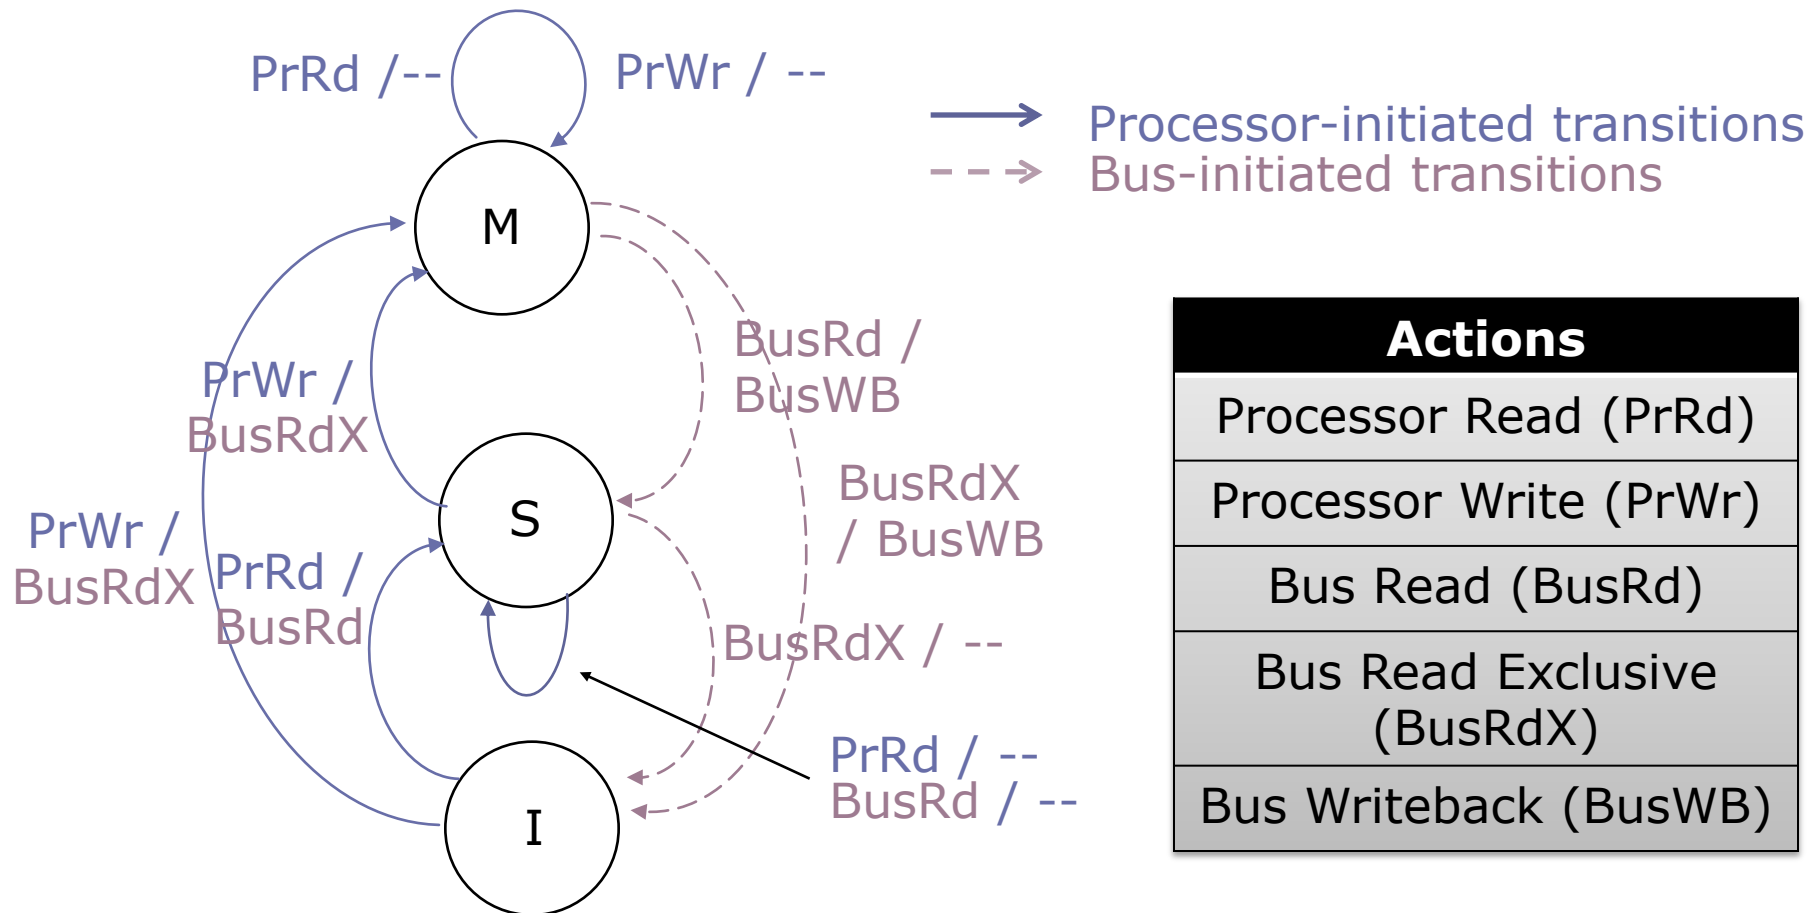 PrRd /--
PrWr / --
Processor-initiated transitions
Bus-initiated transitions
M
BusRd /
BusWB
PrWr /
BusRdX
S
BusRdX
/ BusWB
PrWr /
BusRdX
PrRd /
BusRd
BusRdX / --
PrRd / --
BusRd / --
I
Actions
Processor Read (PrRd)
Processor Write (PrWr)
Bus Read (BusRd)
Bus Read Exclusive
(BusRdX)
Bus Writeback (BusWB)